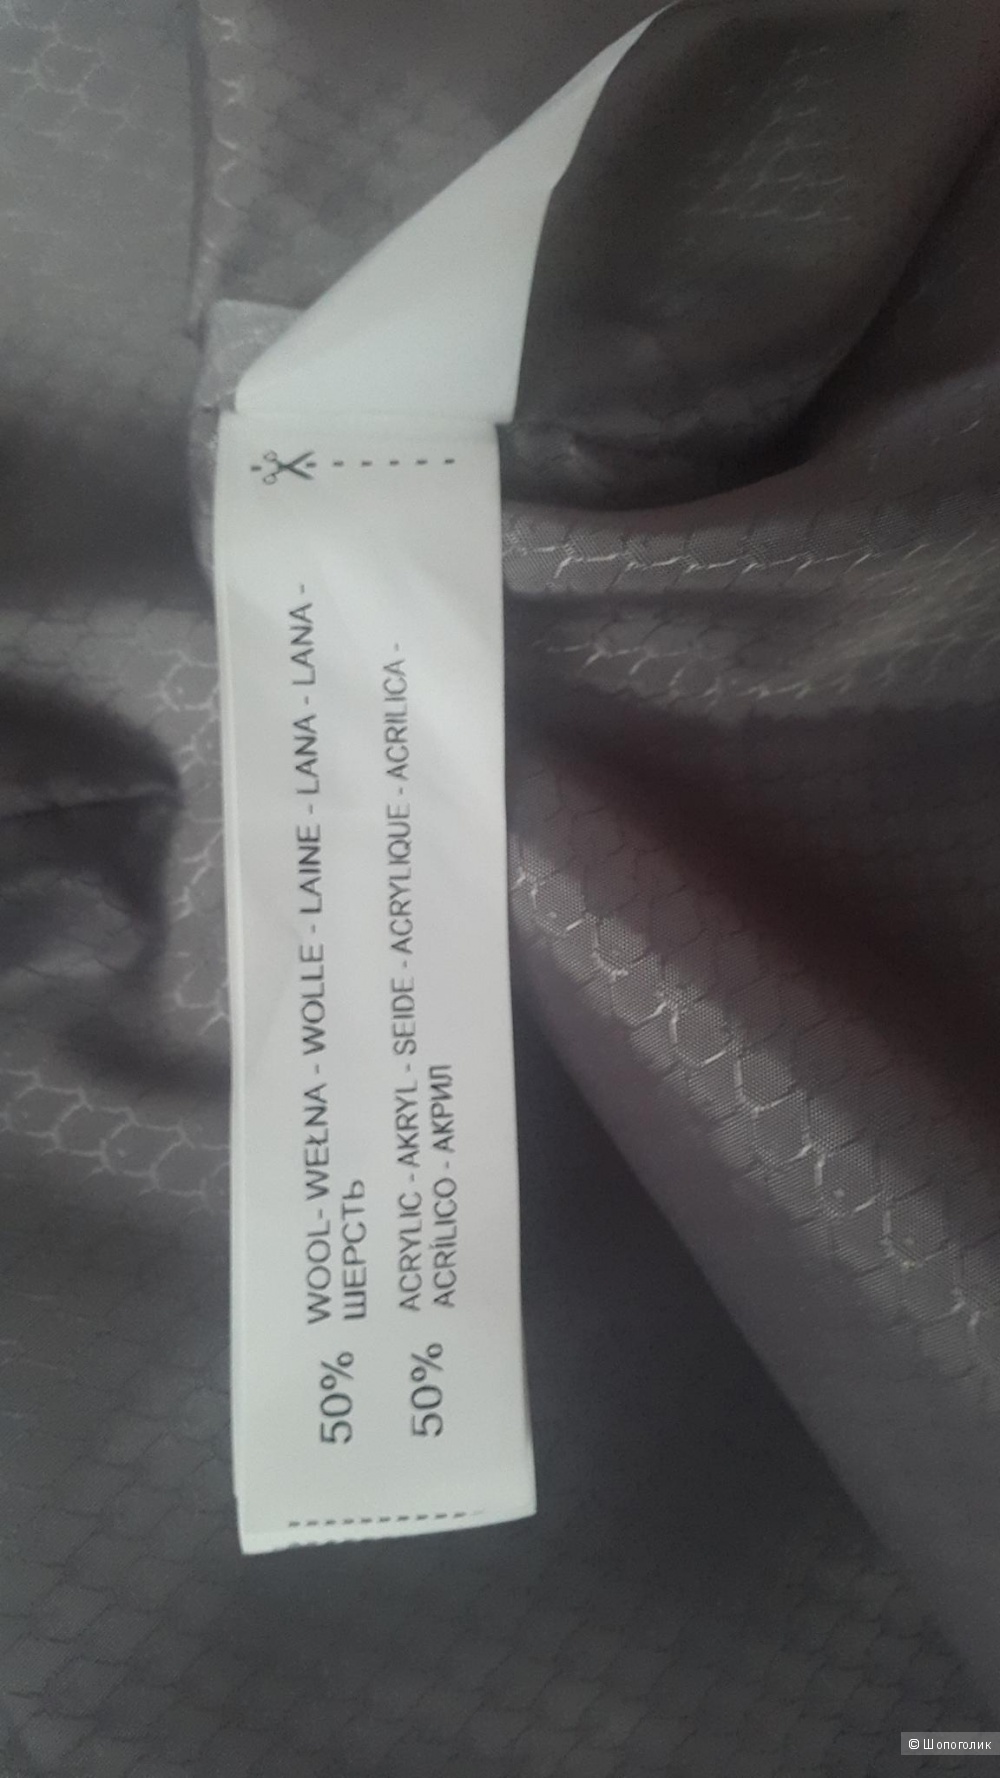 50% WOOL- WEŁNA - WOLLE - LAINE - LANA - LANA -
ШЕРСТЬ
50% ACRYLIC - AKRYL - SEIDE - ACRYLIQUE - ACRILICA -
ACRÍLICO - АКРИЛ
© Шопоголик